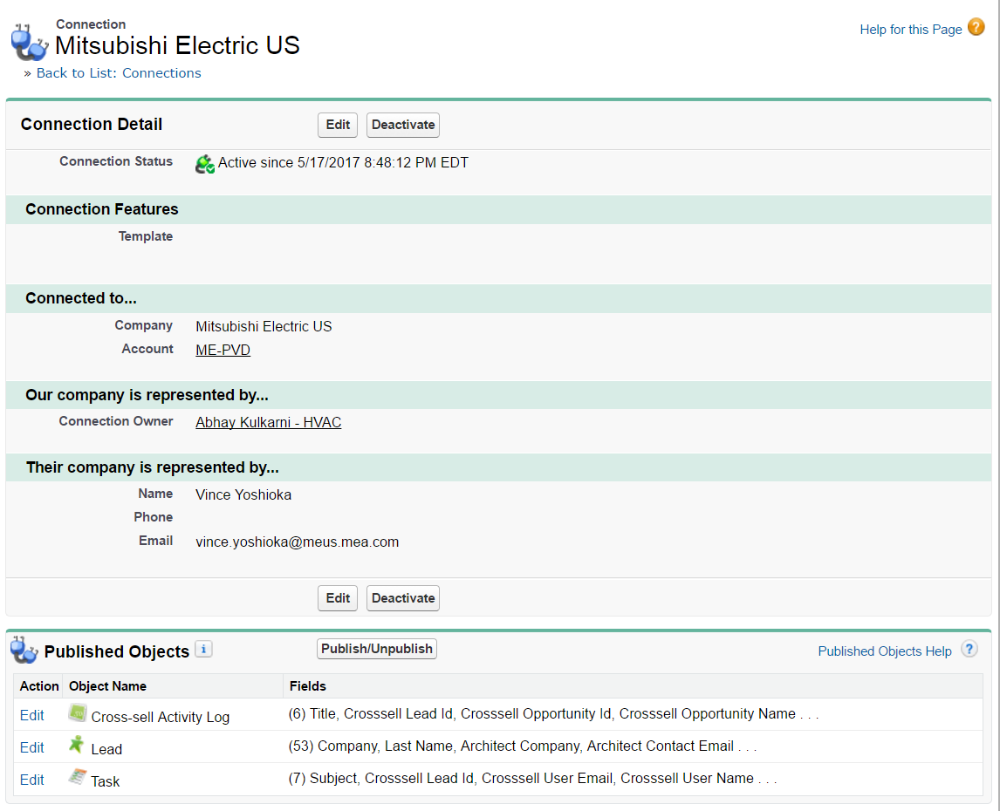 Connection
Mitsubishi Electric US
Help for this Page ?
» Back to List: Connections
Connection Detail Edit Deactivate
Connection Status Active since 5/17/2017 8:48:12 PM EDT
Connection Features
Template
Connected to...
Company Mitsubishi Electric US
Account ME-PVD
Our company is represented by...
Connection Owner Abhay Kulkarni - HVAC
Their company is represented by...
Name Vince Yoshioka
Phone
Email vince.yoshioka@meus.mea.com
Edit Deactivate
Published Objects i Publish/Unpublish Published Objects Help ?
Action Object Name Fields
Edit Cross-sell Activity Log (6) Title, Crosssell Lead Id, Crosssell Opportunity Id, Crosssell Opportunity Name . . .
Edit Lead (53) Company, Last Name, Architect Company, Architect Contact Email . . .
Edit Task (7) Subject, Crosssell Lead Id, Crosssell User Email, Crosssell User Name . . .